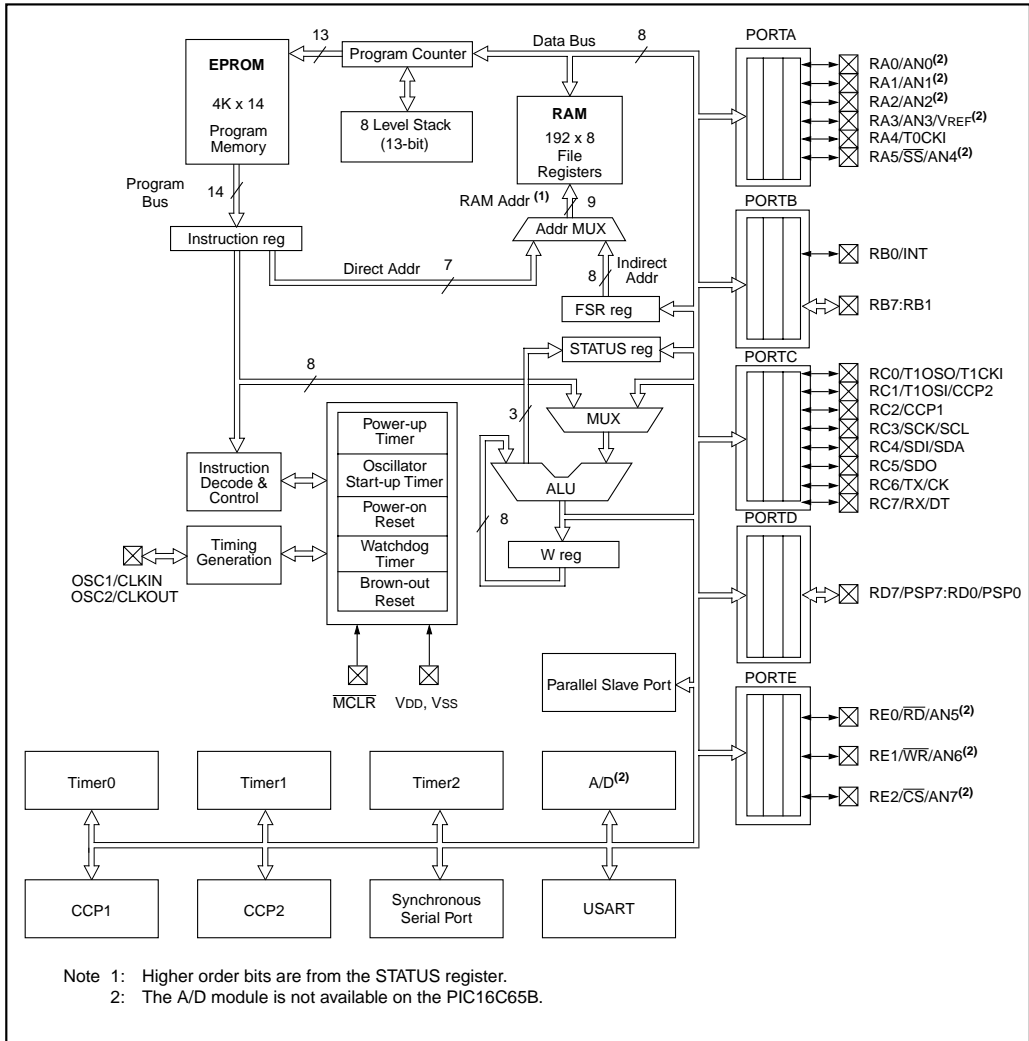 EPROM
4K x 14
Program
Memory
13
Program Counter
8 Level Stack
(13-bit)
Data Bus
8
RAM
192 x 8
File
Registers
Program
Bus
14
RAM Addr (1)
9
Addr MUX
Instruction reg
Direct Addr
7
8
Indirect
Addr
FSR reg
STATUS reg
8
3
MUX
ALU
8
W reg
Power-up
Timer
Oscillator
Start-up Timer
Power-on
Reset
Watchdog
Timer
Brown-out
Reset
Instruction
Decode &
Control
Timing
Generation
OSC1/CLKIN
OSC2/CLKOUT
MCLR
VDD, VSS
Parallel Slave Port
PORTA
RA0/AN0(2)
RA1/AN1(2)
RA2/AN2(2)
RA3/AN3/VREF(2)
RA4/T0CKI
RA5/SS/AN4(2)
PORTB
RB0/INT
RB7:RB1
PORTC
RC0/T1OSO/T1CKI
RC1/T1OSI/CCP2
RC2/CCP1
RC3/SCK/SCL
RC4/SDI/SDA
RC5/SDO
RC6/TX/CK
RC7/RX/DT
PORTD
RD7/PSP7:RD0/PSP0
PORTE
RE0/RD/AN5(2)
RE1/WR/AN6(2)
RE2/CS/AN7(2)
Timer0
Timer1
Timer2
A/D(2)
CCP1
CCP2
Synchronous
Serial Port
USART
Note 1: Higher order bits are from the STATUS register.
2: The A/D module is not available on the PIC16C65B.